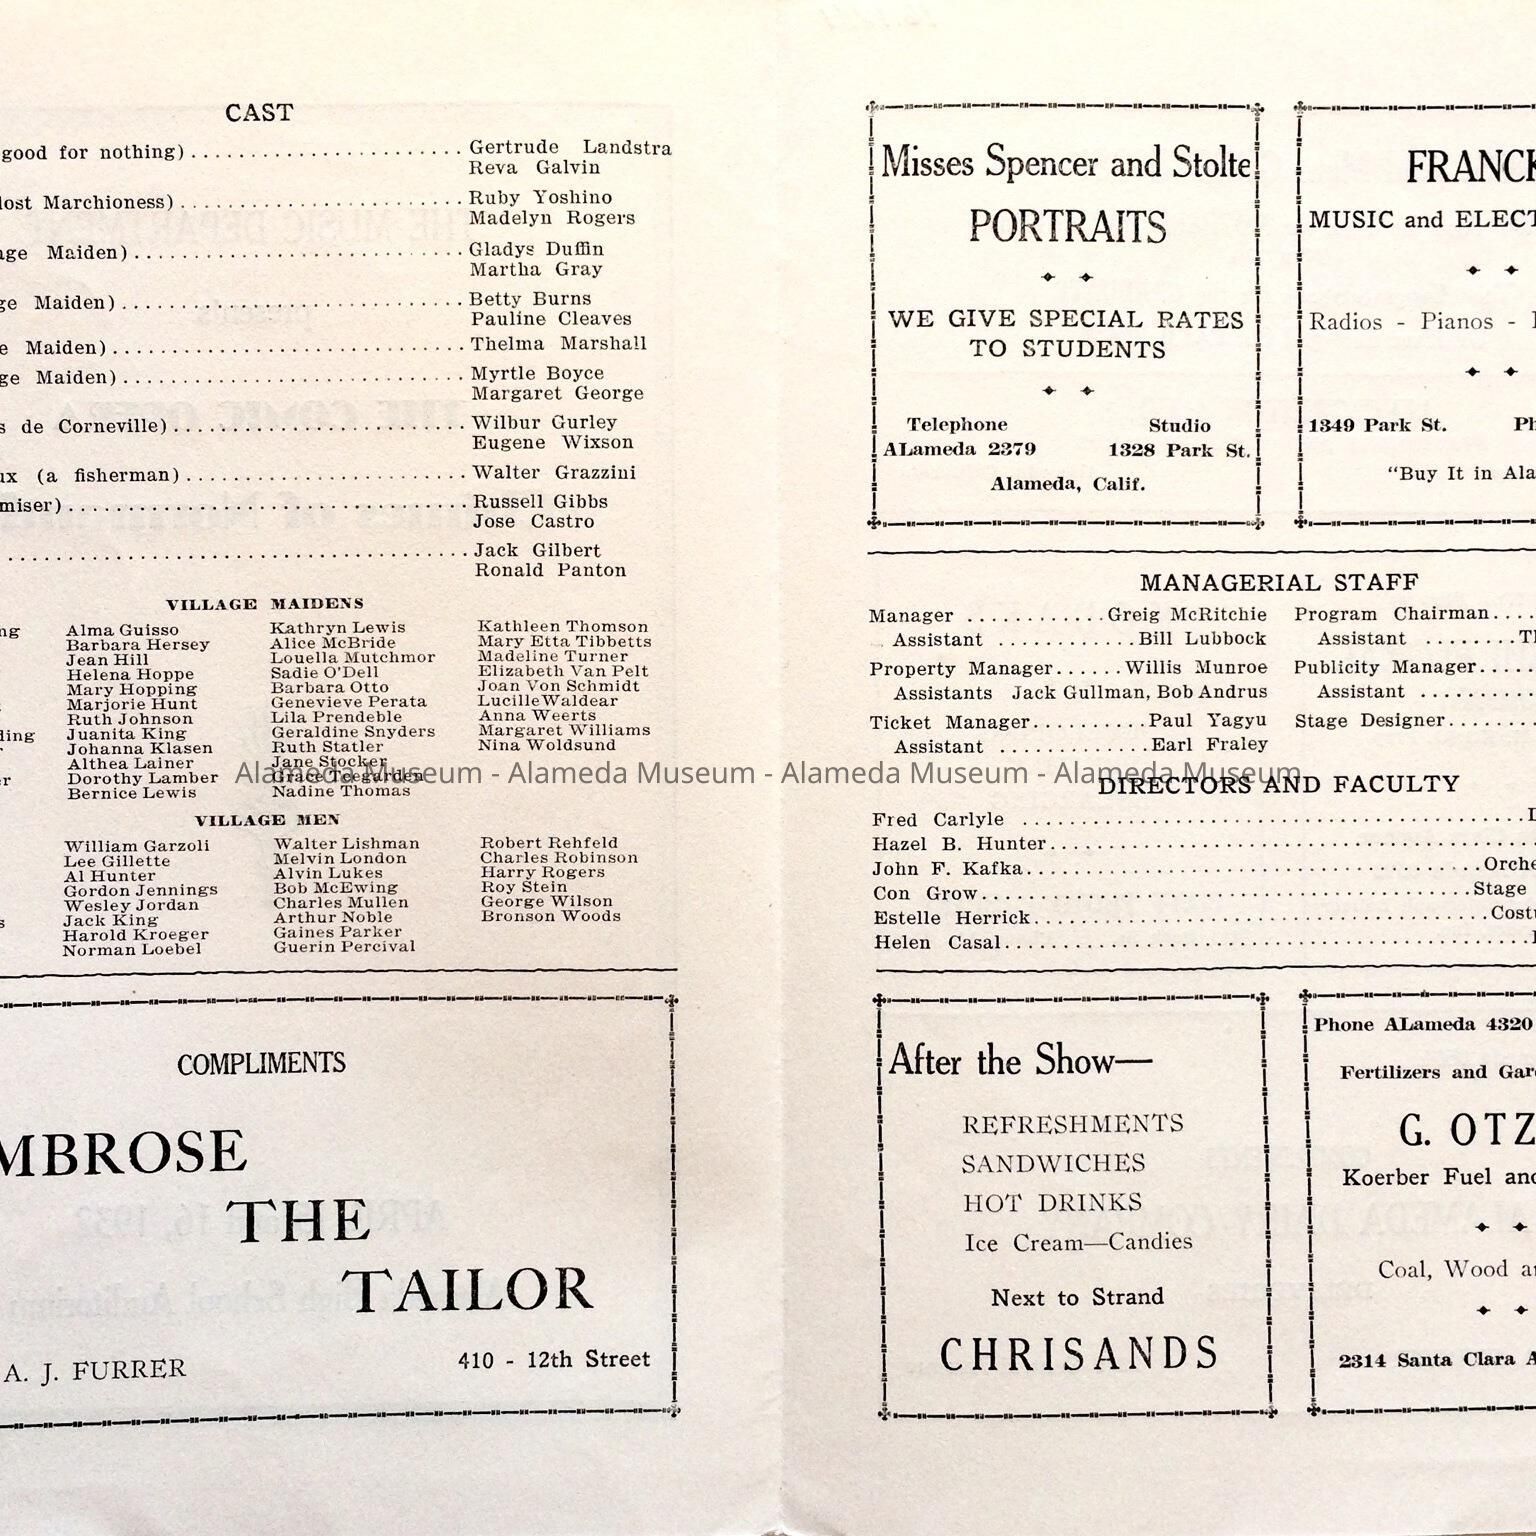 CAST
good for nothing) Gertrude Landstra
Reva Galvin
lost Marchioness) Ruby Yoshino
Madelyn Rogers
age Maiden) Gladys Duffin
Martha Gray
ge Maiden) Betty Burns
Pauline Cleaves
e Maiden) Thelma Marshall
ge Maiden) Myrtle Boyce
Margaret George
s de Corneville) Wilbur Gurley
Eugene Wixson
ux (a fisherman) Walter Grazzini
miser) Russell Gibbs
Jose Castro
Jack Gilbert
Ronald Panton
VILLAGE MAIDENS
ng Alma Guisso Kathryn Lewis Kathleen Thomson
Barbara Hersey Alice McBride Mary Etta Tibbetts
Jean Hill Louella Mutchmor Madeline Turner
Helena Hoppe Sadie O'Dell Elizabeth Van Pelt
Mary Hopping Barbara Otto Joan Von Schmidt
Marjorie Hunt Genevieve Perata Lucille Waldear
Ruth Johnson Lila Prendeble Anna Weerts
ding Juanita King Geraldine Snyders Margaret Williams
r Johanna Klasen Ruth Statler Nina Woldsund
Althea Lainer Jane Stocker
er Dorothy Lamber Grace Teegarden
Bernice Lewis Nadine Thomas
VILLAGE MEN
William Garzoli Walter Lishman Robert Rehfeld
Lee Gillette Melvin London Charles Robinson
Al Hunter Alvin Lukes Harry Rogers
Gordon Jennings Bob McEwing Roy Stein
Wesley Jordan Charles Mullen George Wilson
s Jack King Arthur Noble Bronson Woods
Harold Kroeger Gaines Parker
Norman Loebel Guerin Percival
COMPLIMENTS
MBROSE
THE
TAILOR
A. J. FURRER 410 - 12th Street
Misses Spencer and Stolte
PORTRAITS
WE GIVE SPECIAL RATES
TO STUDENTS
Telephone Studio
ALameda 2379 1328 Park St.
Alameda, Calif.
FRANCK
MUSIC and ELECT
Radios - Pianos -
1349 Park St. Ph
"Buy It in Ala
MANAGERIAL STAFF
Manager Greig McRitchie Program Chairman
Assistant Bill Lubbock Assistant Th
Property Manager Willis Munroe Publicity Manager
Assistants Jack Gullman, Bob Andrus Assistant
Ticket Manager Paul Yagyu Stage Designer
Assistant Earl Fraley
Alameda Museum - Alameda Museum - Alameda Museum - Alameda Museum
DIRECTORS AND FACULTY
Fred Carlyle
Hazel B. Hunter
John F. Kafka Orche
Con Grow Stage
Estelle Herrick Costu
Helen Casal
After the Show—
REFRESHMENTS
SANDWICHES
HOT DRINKS
Ice Cream—Candies
Next to Strand
CHRISANDS
Phone ALameda 4320
Fertilizers and Gard
G. OTZ
Koerber Fuel and
Coal, Wood an
2314 Santa Clara A